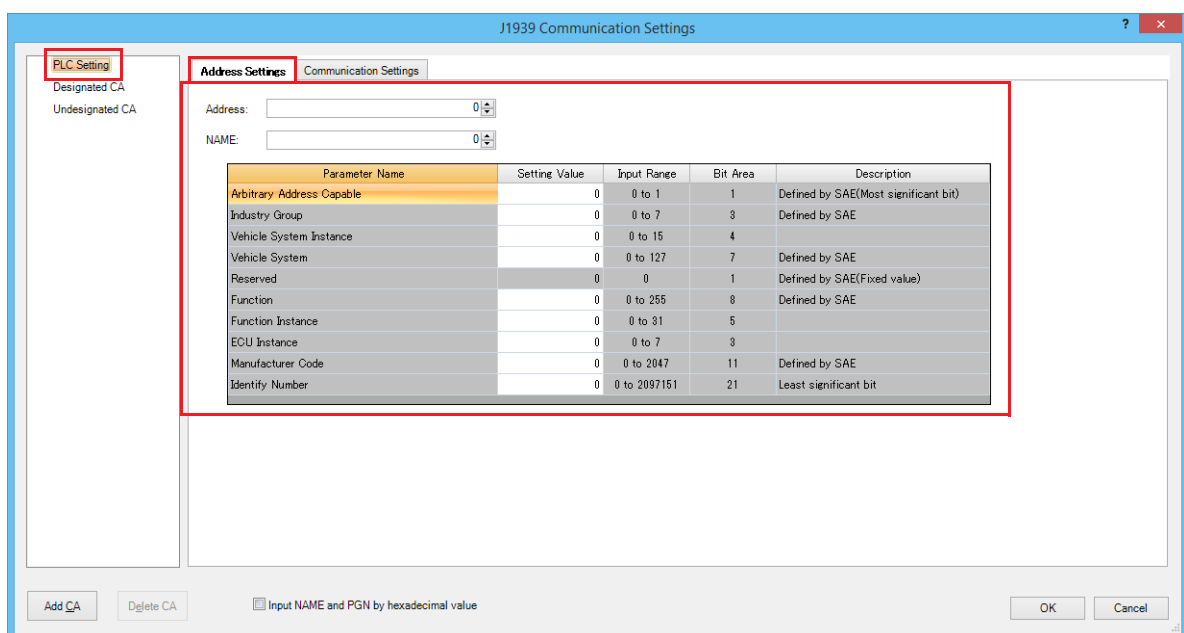 J1939 Communication Settings
? ×
PLC Setting
Designated CA
Undesignated CA
Address Settings Communication Settings
Address: 0
NAME: 0
Parameter Name Setting Value Input Range Bit Area Description
Arbitrary Address Capable 0 0 to 1 1 Defined by SAE(Most significant bit)
Industry Group 0 0 to 7 3 Defined by SAE
Vehicle System Instance 0 0 to 15 4
Vehicle System 0 0 to 127 7 Defined by SAE
Reserved 0 0 1 Defined by SAE(Fixed value)
Function 0 0 to 255 8 Defined by SAE
Function Instance 0 0 to 31 5
ECU Instance 0 0 to 7 3
Manufacturer Code 0 0 to 2047 11 Defined by SAE
Identify Number 0 0 to 2097151 21 Least significant bit
Add CA Delete CA Input NAME and PGN by hexadecimal value OK Cancel